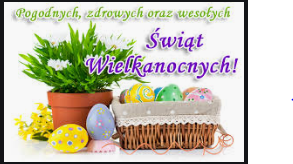 Pogodnych, zdrowych oraz wesołych
Świąt
Wielkanocnych!